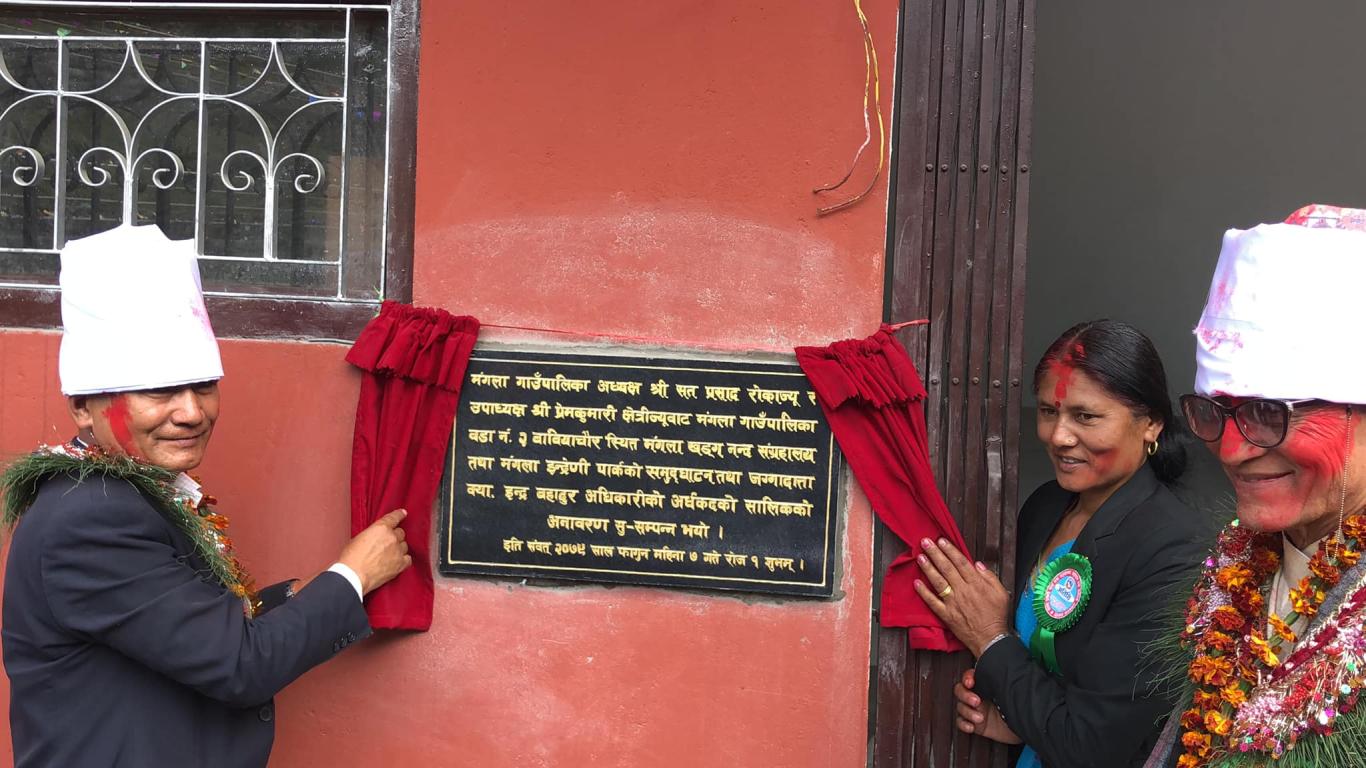 मंगला गाउँपालिका अध्यक्ष श्री सत प्रसाद रोकाज्यू र
उपाध्यक्ष श्री प्रेमकुमारी क्षेत्रीज्यूबाट मंगला गाउँपालिका
वडा नं. २ बाबियाचौर स्थित मंगला खड्ग नन्द संग्रहालय
तथा मंगला इन्द्रेणी पार्कको समुद्घाटन् तथा जग्गादाता
क्या. इन्द्र बहादुर अधिकारीको अर्धकदको सालिकको
अनावरण सु-सम्पन्न भयो ।
इति संवत् २०७५ साल फागुन महिना ७ गते रोज १ शुभम् ।